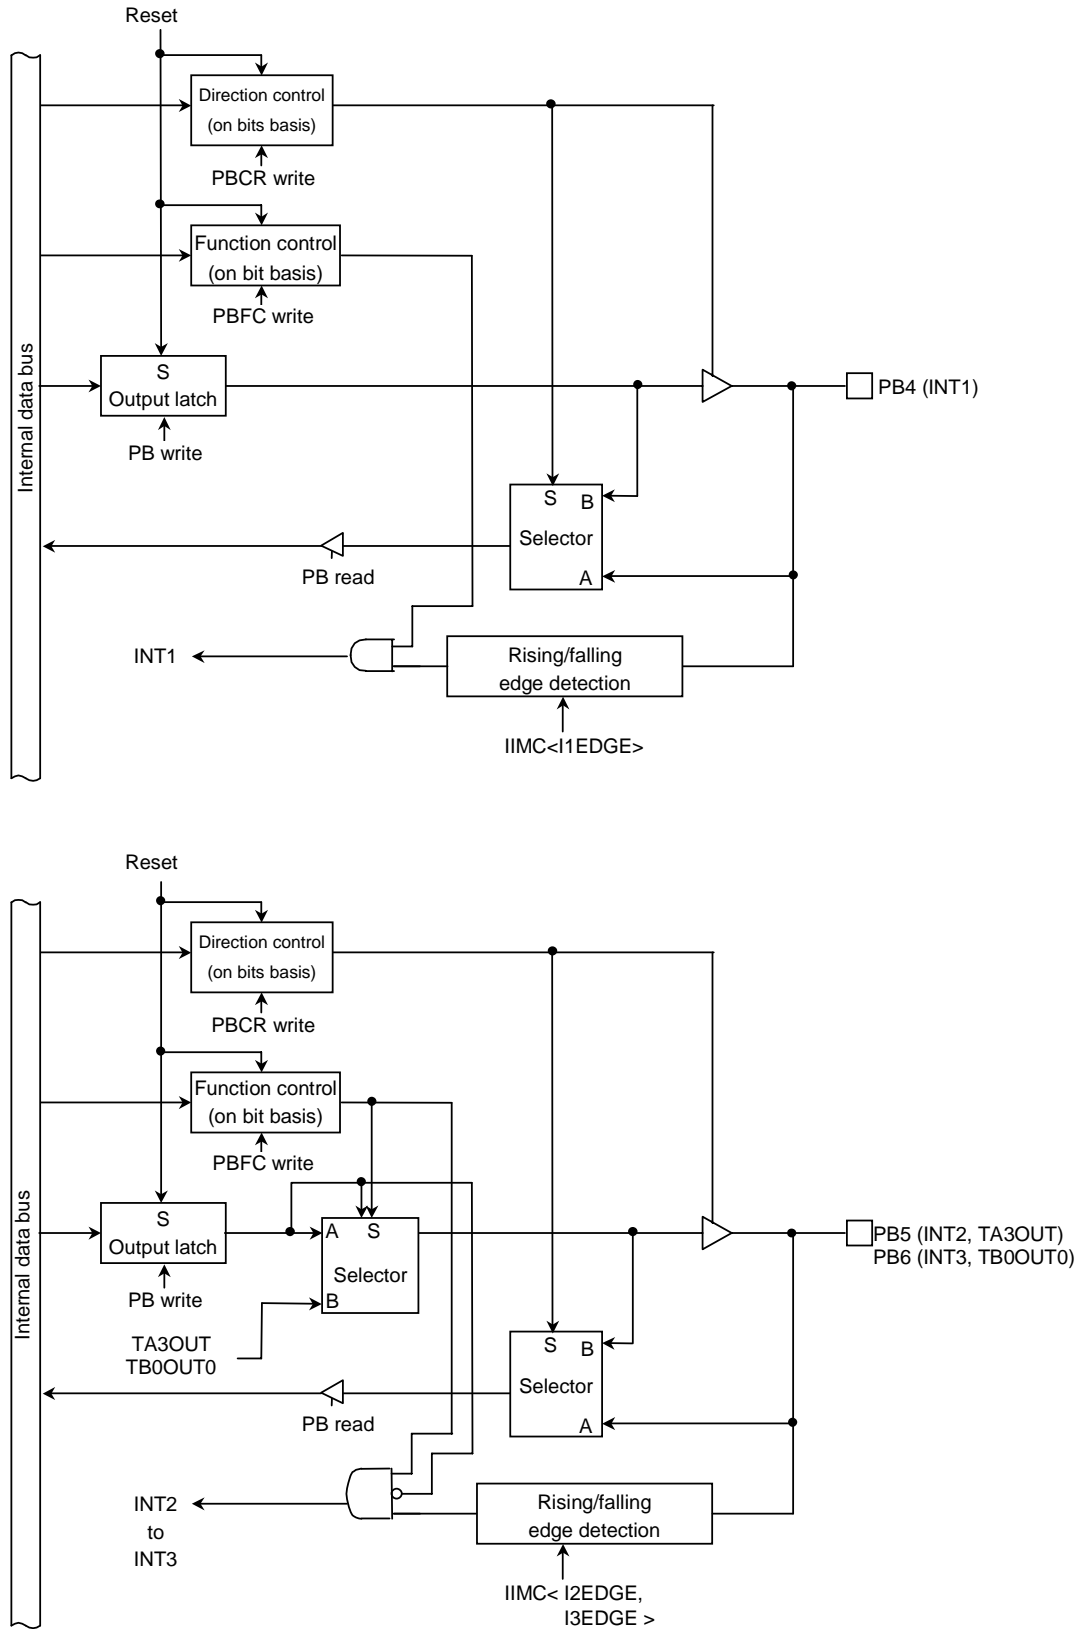 Reset
Direction control
(on bits basis)
PBCR write
Function control
(on bit basis)
PBFC write
Internal data bus
S
Output latch
PB write
PB4 (INT1)
S B
Selector
A
PB read
INT1
Rising/falling
edge detection
IIMC<I1EDGE>
Reset
Direction control
(on bits basis)
PBCR write
Function control
(on bit basis)
PBFC write
Internal data bus
S
Output latch
PB write
A S
Selector
B
TA3OUT
TB0OUT0
PB5 (INT2, TA3OUT)
PB6 (INT3, TB0OUT0)
S B
Selector
A
PB read
INT2
to
INT3
Rising/falling
edge detection
IIMC< I2EDGE,
I3EDGE >